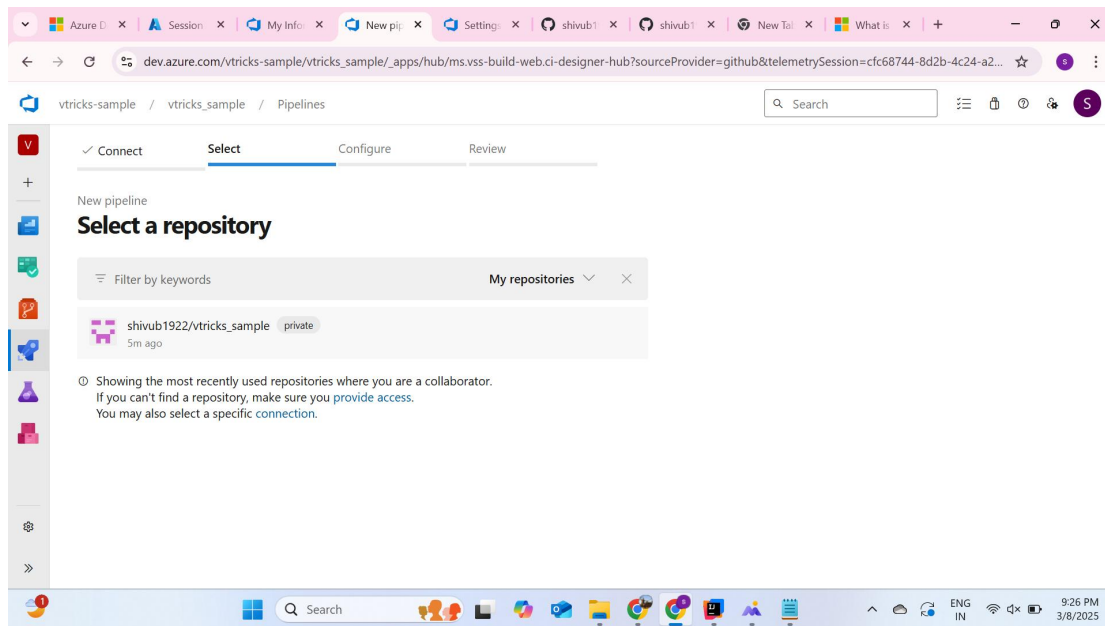 Azure D
Session
My Infor
New pip
Settings
shivub1
shivub1
New Tab
What is
dev.azure.com/vtricks-sample/vtricks_sample/_apps/hub/ms.vss-build-web.ci-designer-hub?sourceProvider=github&telemetrySession=cfc68744-8d2b-4c24-a2...
s
vtricks-sample / vtricks_sample / Pipelines
Search
S
V
Connect
Select
Configure
Review
New pipeline
Select a repository
Filter by keywords
My repositories
shivub1922/vtricks_sample private
5m ago
Showing the most recently used repositories where you are a collaborator.
If you can't find a repository, make sure you provide access.
You may also select a specific connection.
1
Search
ENG
IN
9:26 PM
3/8/2025